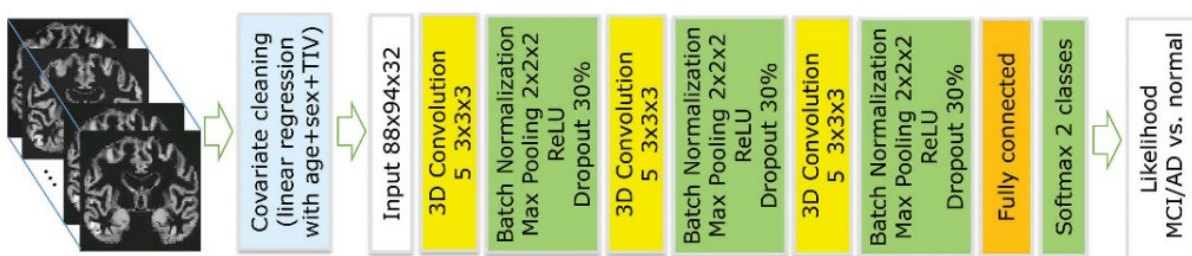 Covariate cleaning
(linear regression
with age+sex+TIV)
Input 88x94x32
3D Convolution
5 3x3x3
Batch Normalization
Max Pooling 2x2x2
ReLU
Dropout 30%
3D Convolution
5 3x3x3
Batch Normalization
Max Pooling 2x2x2
ReLU
Dropout 30%
3D Convolution
5 3x3x3
Batch Normalization
Max Pooling 2x2x2
ReLU
Dropout 30%
Fully connected
Softmax 2 classes
Likelihood
MCI/AD vs. normal